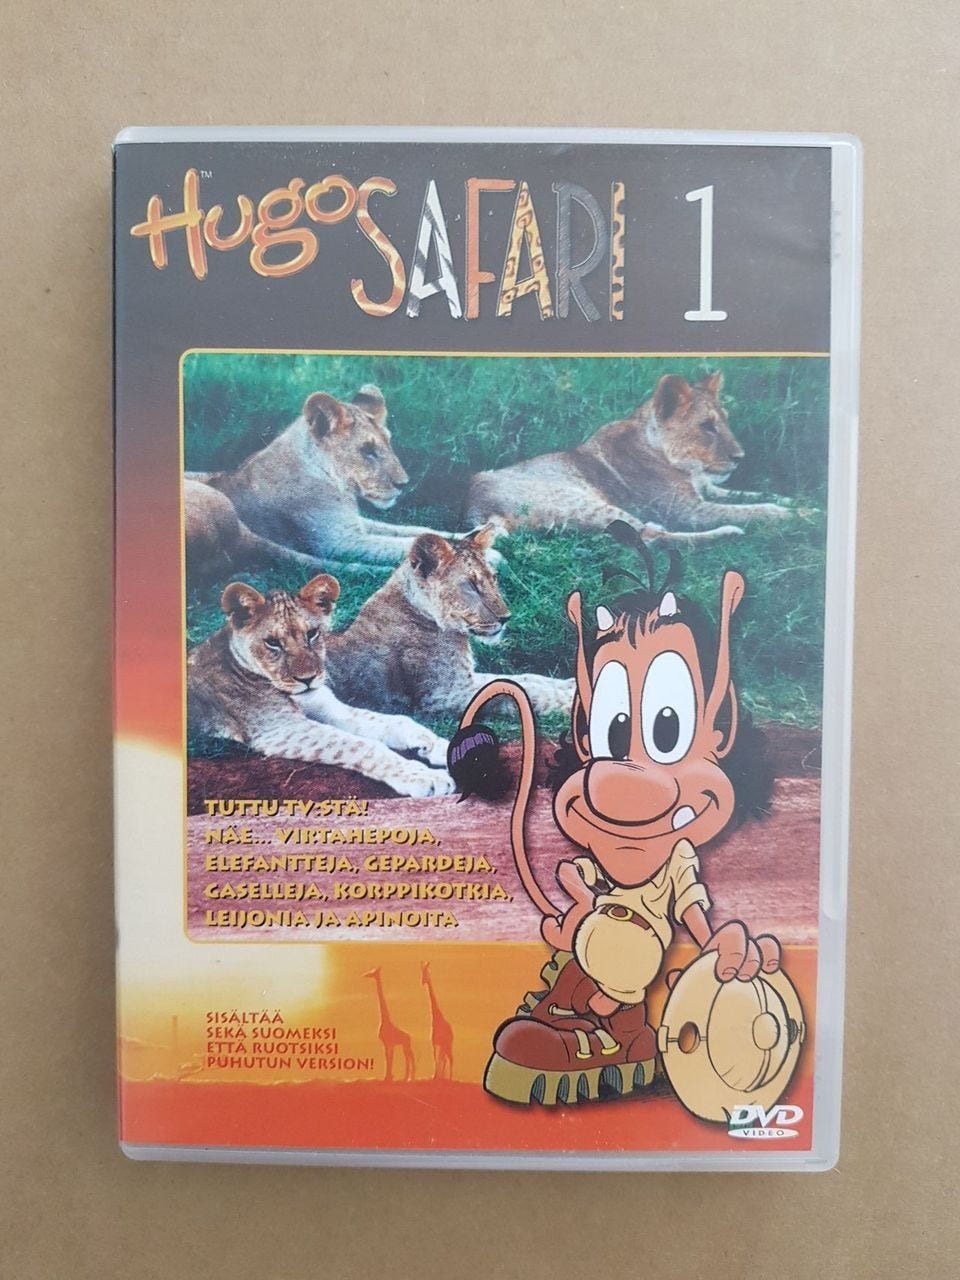 Hugo™ SAFARI 1
TUTTU TV:STÄ!
NÄE... VIRTAHEPOJA,
ELEFANTTEJA, GEPARDEJA,
GASELLEJA, KORPPIKOTKIA,
LEIJONIA JA APINOITA
SISÄLTÄÄ
SEKÄ SUOMEKSI
ETTÄ RUOTSIKSI
PUHUTUN VERSION!
DVD
VIDEO